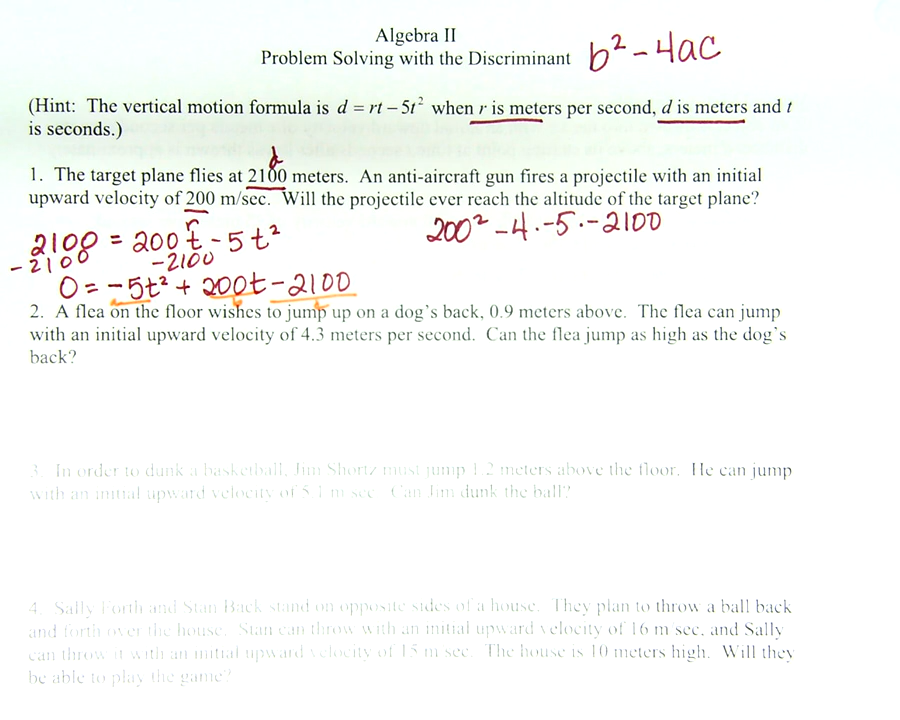 Algebra II
Problem Solving with the Discriminant b² - 4ac
(Hint: The vertical motion formula is d = rt – 5t² when r is meters per second, d is meters and t
is seconds.)
d
1. The target plane flies at 2100 meters. An anti-aircraft gun fires a projectile with an initial
upward velocity of 200 m/sec. Will the projectile ever reach the altitude of the target plane?
r
2100 = 200t - 5t² 200² - 4·-5·-2100
-2100 -2100
0 = -5t² + 200t - 2100
2. A flea on the floor wishes to jump up on a dog's back, 0.9 meters above. The flea can jump
with an initial upward velocity of 4.3 meters per second. Can the flea jump as high as the dog's
back?
3. In order to dunk a basketball, Jim Shortz must jump 1.2 meters above the floor. He can jump
with an initial upward velocity of 5.1 m/sec. Can Jim dunk the ball?
4. Sally Forth and Stan Back stand on opposite sides of a house. They plan to throw a ball back
and forth over the house. Stan can throw with an initial upward velocity of 16 m/sec, and Sally
can throw it with an initial upward velocity of 15 m/sec. The house is 10 meters high. Will they
be able to play the game?